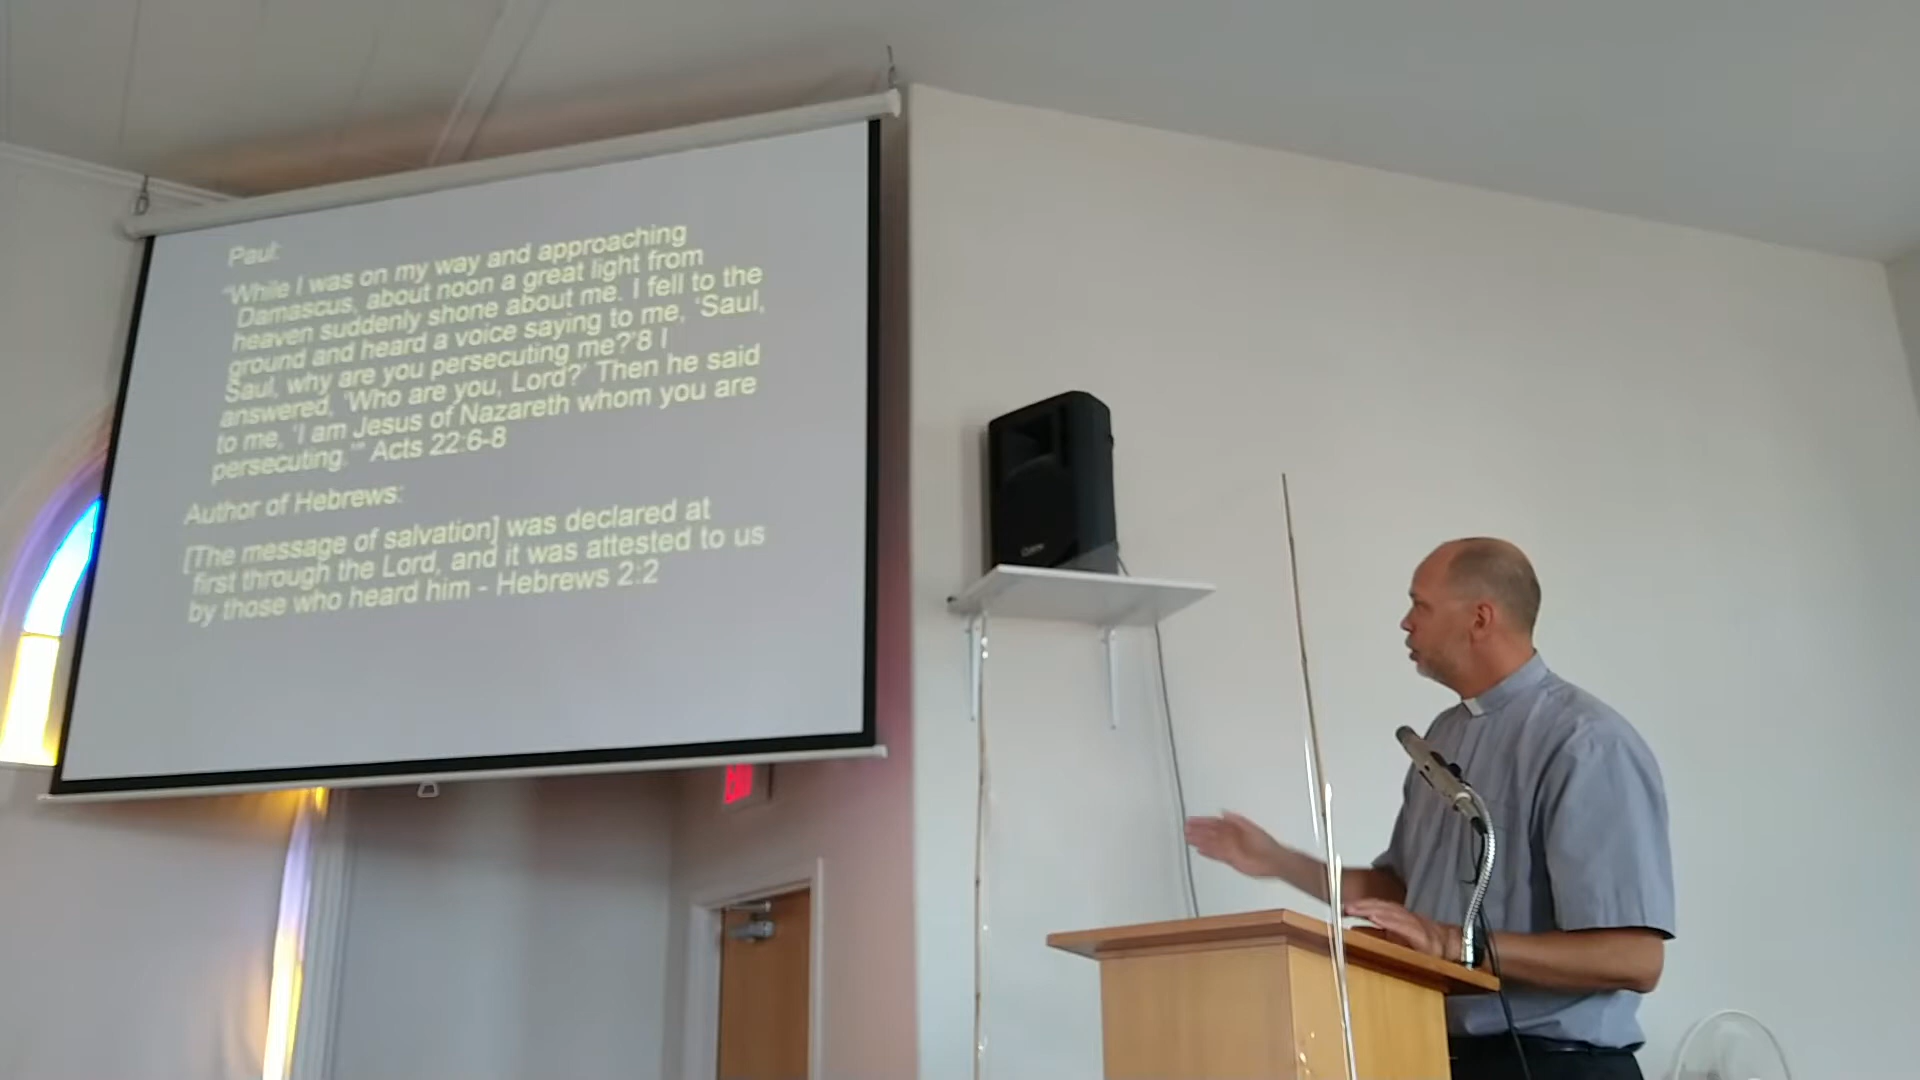 Paul:
"While I was on my way and approaching
Damascus, about noon a great light from
heaven suddenly shone about me. I fell to the
ground and heard a voice saying to me, 'Saul,
Saul, why are you persecuting me?'8 I
answered, 'Who are you, Lord?' Then he said
to me, 'I am Jesus of Nazareth whom you are
persecuting.'" Acts 22:6-8
Author of Hebrews:
[The message of salvation] was declared at
first through the Lord, and it was attested to us
by those who heard him - Hebrews 2:2
EXIT